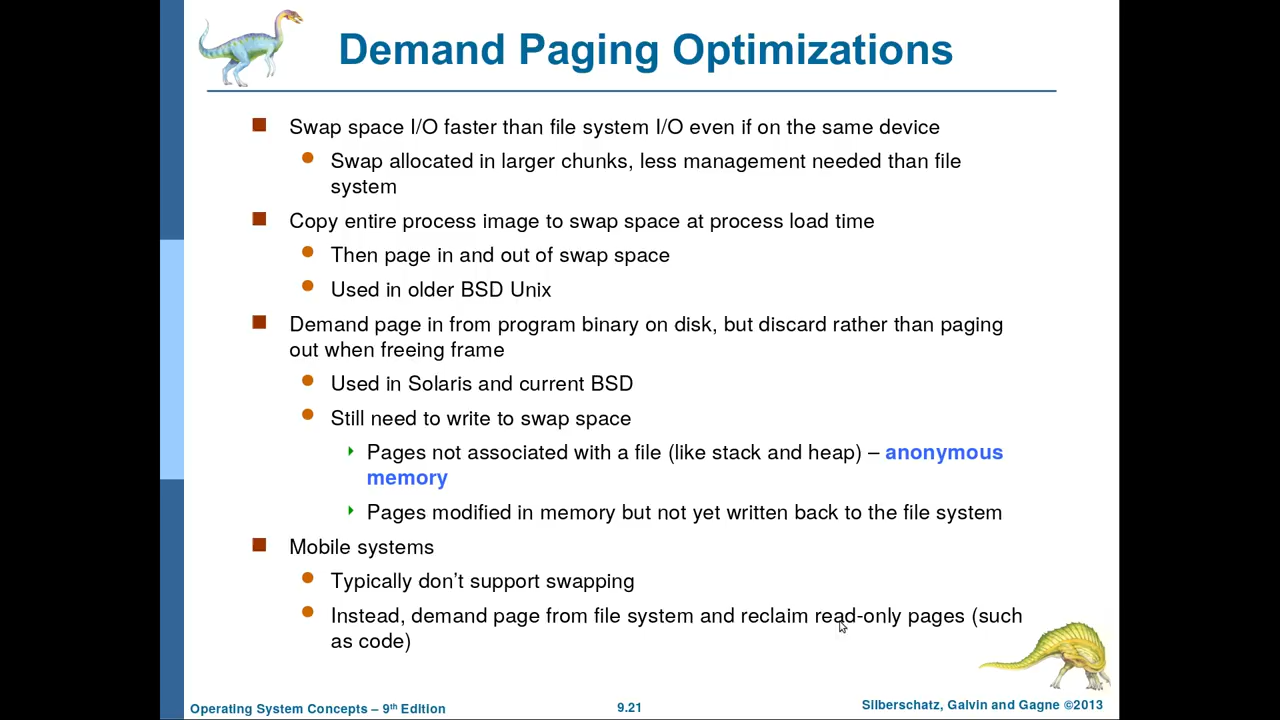 Demand Paging Optimizations
Swap space I/O faster than file system I/O even if on the same device
Swap allocated in larger chunks, less management needed than file
system
Copy entire process image to swap space at process load time
Then page in and out of swap space
Used in older BSD Unix
Demand page in from program binary on disk, but discard rather than paging
out when freeing frame
Used in Solaris and current BSD
Still need to write to swap space
Pages not associated with a file (like stack and heap) – anonymous
memory
Pages modified in memory but not yet written back to the file system
Mobile systems
Typically don’t support swapping
Instead, demand page from file system and reclaim read-only pages (such
as code)
Operating System Concepts – 9th Edition
9.21
Silberschatz, Galvin and Gagne ©2013